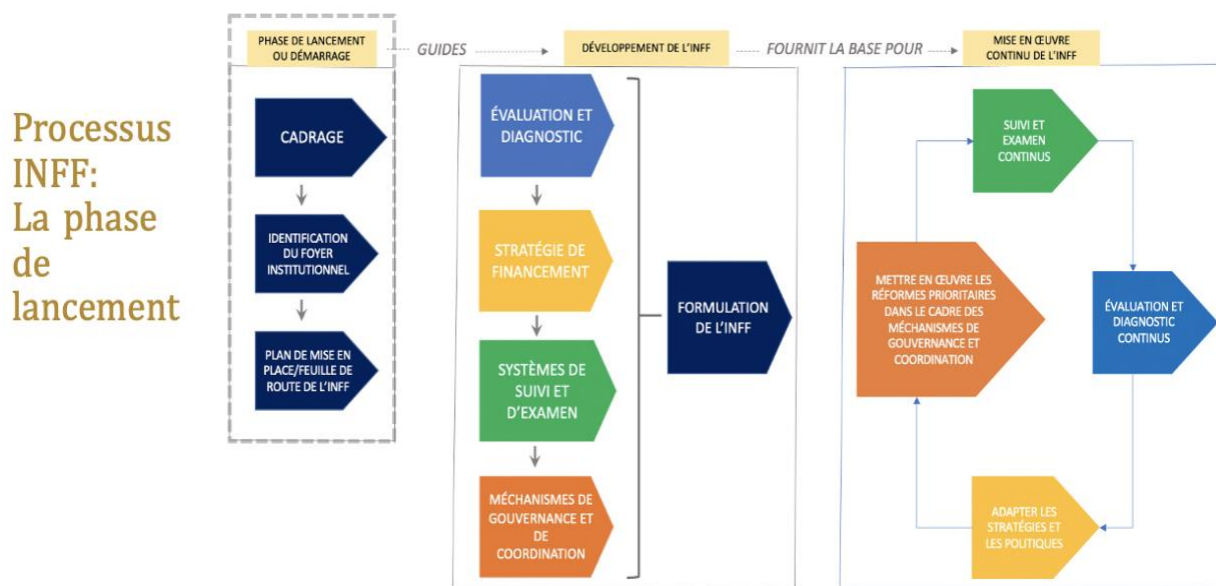 Processus
INFF:
La phase
de
lancement
PHASE DE LANCEMENT
OU DÉMARRAGE
GUIDES
DÉVELOPPEMENT DE L'INFF
FOURNIT LA BASE POUR
MISE EN ŒUVRE
CONTINU DE L'INFF
CADRAGE
IDENTIFICATION
DU FOYER
INSTITUTIONNEL
PLAN DE MISE EN
PLACE/FEUILLE DE
ROUTE DE L'INFF
ÉVALUATION ET
DIAGNOSTIC
STRATÉGIE DE
FINANCEMENT
SYSTÈMES DE
SUIVI ET
D'EXAMEN
MÉCHANISMES DE
GOUVERNANCE ET
DE
COORDINATION
FORMULATION
DE L'INFF
SUIVI ET
EXAMEN
CONTINUS
METTRE EN ŒUVRE LES
RÉFORMES PRIORITAIRES
DANS LE CADRE DES
MÉCHANISMES DE
GOUVERNANCE ET
COORDINATION
ÉVALUATION ET
DIAGNOSTIC
CONTINUS
ADAPTER LES
STRATÉGIES ET
LES POLITIQUES